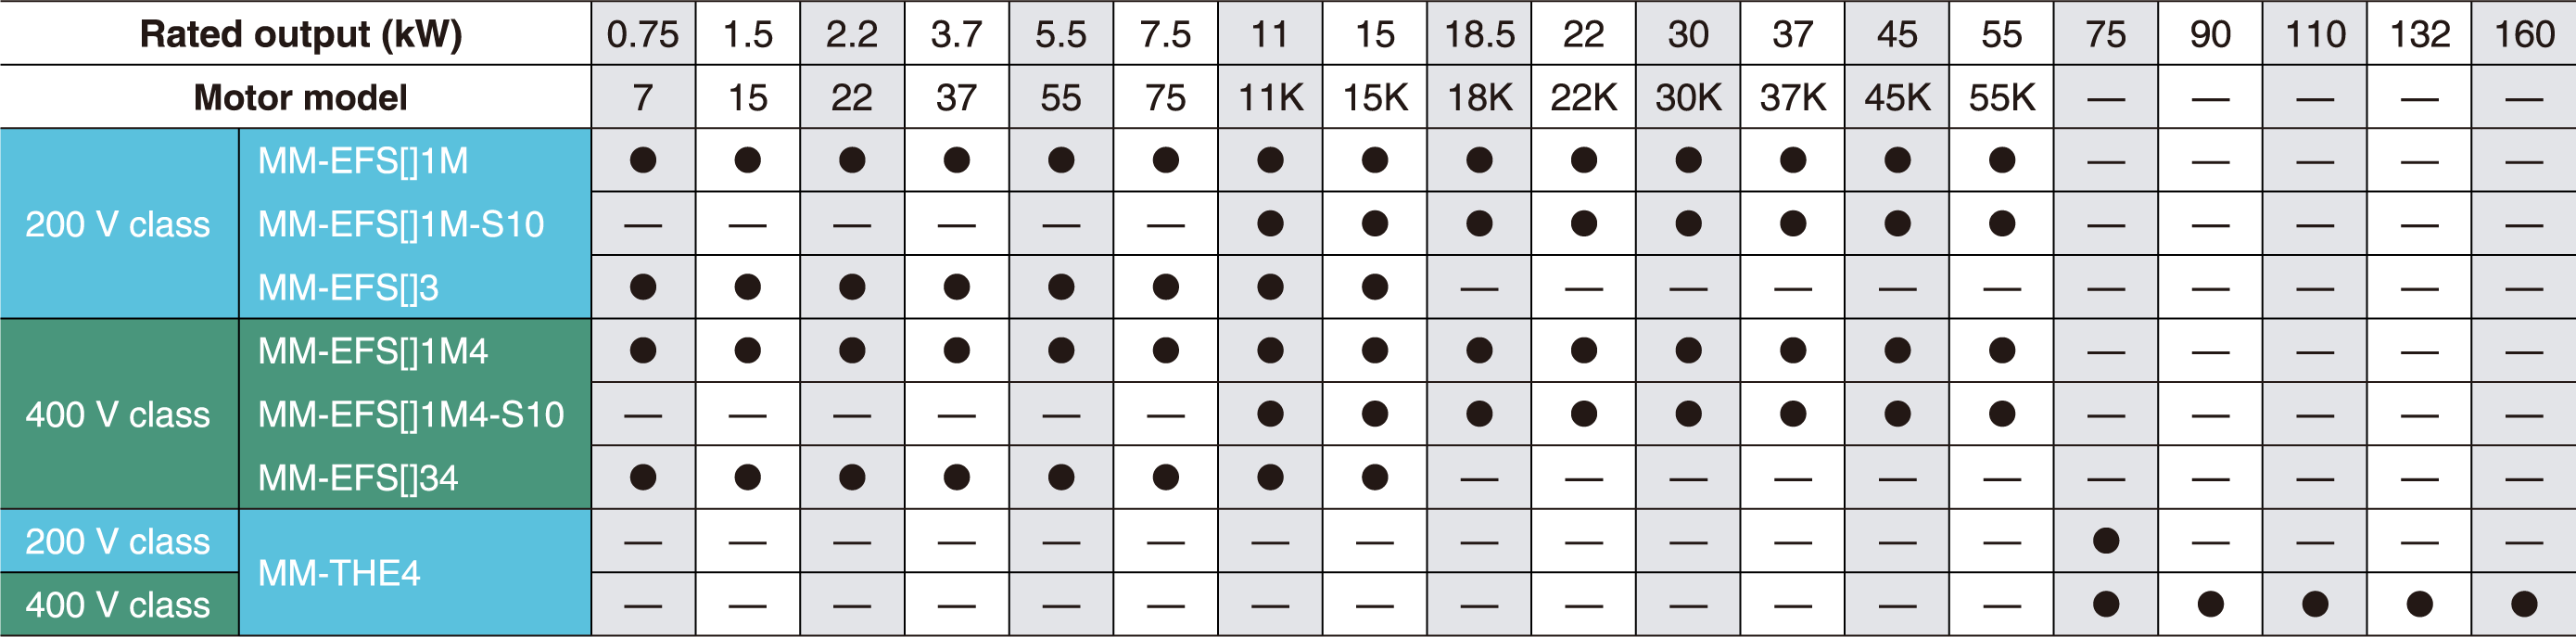 Rated output (kW) 0.75 1.5 2.2 3.7 5.5 7.5 11 15 18.5 22 30 37 45 55 75 90 110 132 160
Motor model 7 15 22 37 55 75 11K 15K 18K 22K 30K 37K 45K 55K — — — — —
200 V class MM-EFS[]1M ● ● ● ● ● ● ● ● ● ● ● ● ● ● — — — — —
MM-EFS[]1M-S10 — — — — — — ● ● ● ● ● ● ● ● — — — — —
MM-EFS[]3 ● ● ● ● ● ● ● ● — — — — — — — — — — —
400 V class MM-EFS[]1M4 ● ● ● ● ● ● ● ● ● ● ● ● ● ● — — — — —
MM-EFS[]1M4-S10 — — — — — — ● ● ● ● ● ● ● ● — — — — —
MM-EFS[]34 ● ● ● ● ● ● ● ● — — — — — — — — — — —
200 V class MM-THE4 — — — — — — — — — — — — — — ● — — — —
400 V class — — — — — — — — — — — — — — ● ● ● ● ●